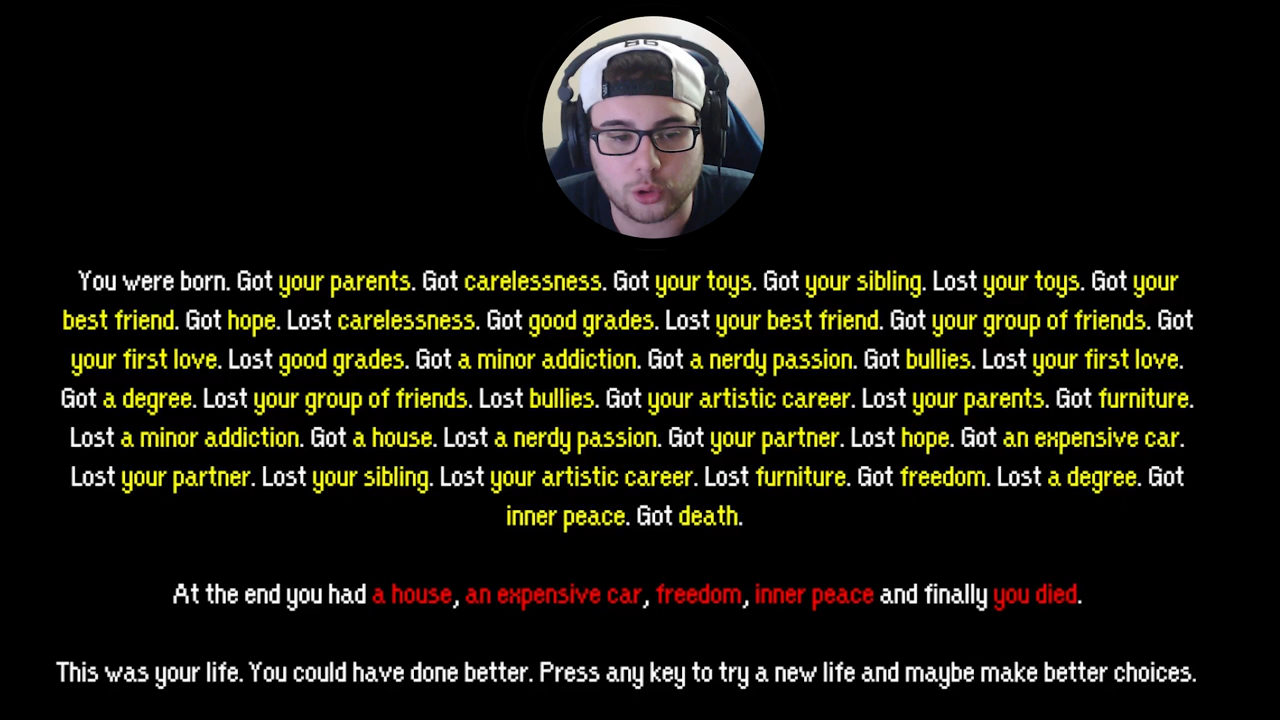 86
You were born. Got your parents. Got carelessness. Got your toys. Got your sibling. Lost your toys. Got your
best friend. Got hope. Lost carelessness. Got good grades. Lost your best friend. Got your group of friends. Got
your first love. Lost good grades. Got a minor addiction. Got a nerdy passion. Got bullies. Lost your first love.
Got a degree. Lost your group of friends. Lost bullies. Got your artistic career. Lost your parents. Got furniture.
Lost a minor addiction. Got a house. Lost a nerdy passion. Got your partner. Lost hope. Got an expensive car.
Lost your partner. Lost your sibling. Lost your artistic career. Lost furniture. Got freedom. Lost a degree. Got
inner peace. Got death.
At the end you had a house, an expensive car, freedom, inner peace and finally you died.
This was your life. You could have done better. Press any key to try a new life and maybe make better choices.